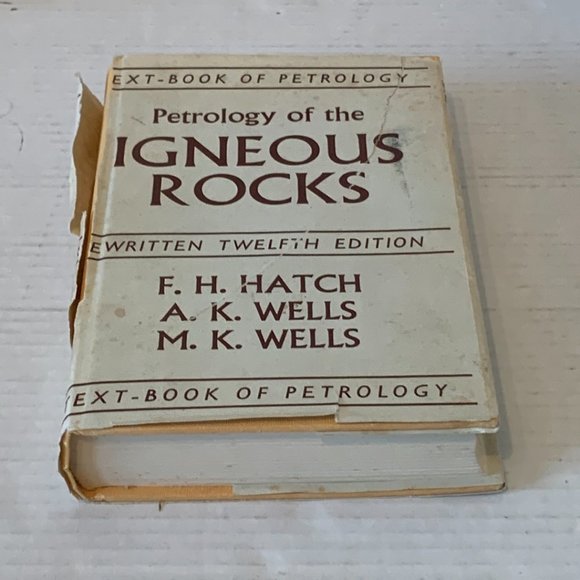 EXT-BOOK OF PETROLOGY
Petrology of the
IGNEOUS
ROCKS
EWRITTEN TWELFTH EDITION
F. H. HATCH
A. K. WELLS
M. K. WELLS
EXT-BOOK OF PETROLOGY